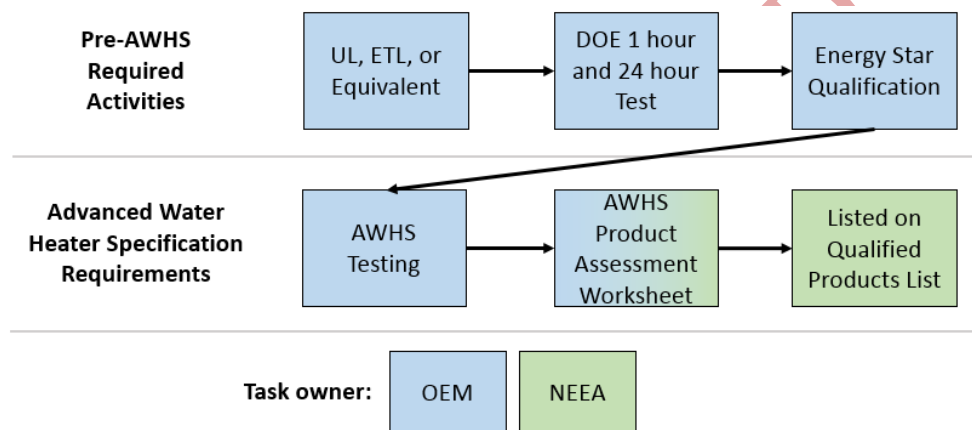 Pre-AWHS
Required
Activities
UL, ETL, or
Equivalent
DOE 1 hour
and 24 hour
Test
Energy Star
Qualification
Advanced Water
Heater Specification
Requirements
AWHS
Testing
AWHS
Product
Assessment
Worksheet
Listed on
Qualified
Products List
Task owner:
OEM
NEEA